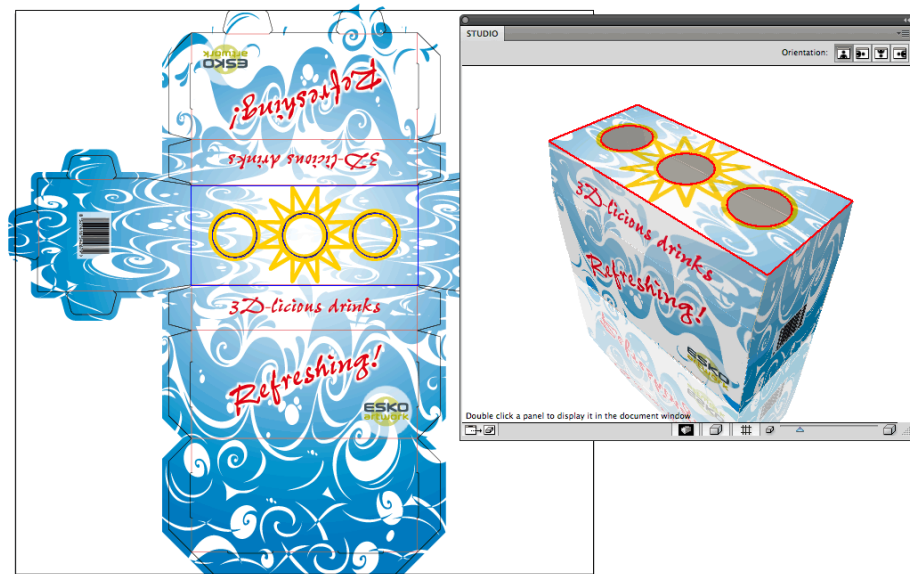 ESKO
artwork
Refreshing!
3D-licious drinks
3D-licious drinks
Refreshing!
ESKO
artwork
STUDIO
Orientation:
3D-licious drinks
Refreshing!
ESKO
artwork
Double click a panel to display it in the document window